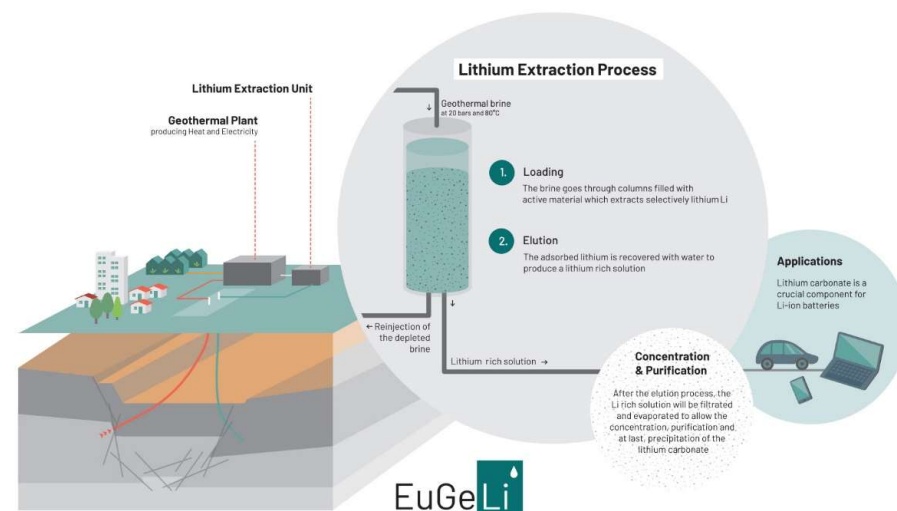 Lithium Extraction Process
Lithium Extraction Unit
Geothermal Plant
producing Heat and Electricity
Geothermal brine
at 20 bars and 80°C
1. Loading
The brine goes through columns filled with
active material which extracts selectively lithium Li
2. Elution
The adsorbed lithium is recovered with water to
produce a lithium rich solution
← Reinjection of
the depleted
brine
Lithium rich solution →
Concentration
& Purification
After the elution process, the
Li rich solution will be filtrated
and evaporated to allow the
concentration, purification and
at last, precipitation of the
lithium carbonate
Applications
Lithium carbonate is a
crucial component for
Li-ion batteries
EuGeLi